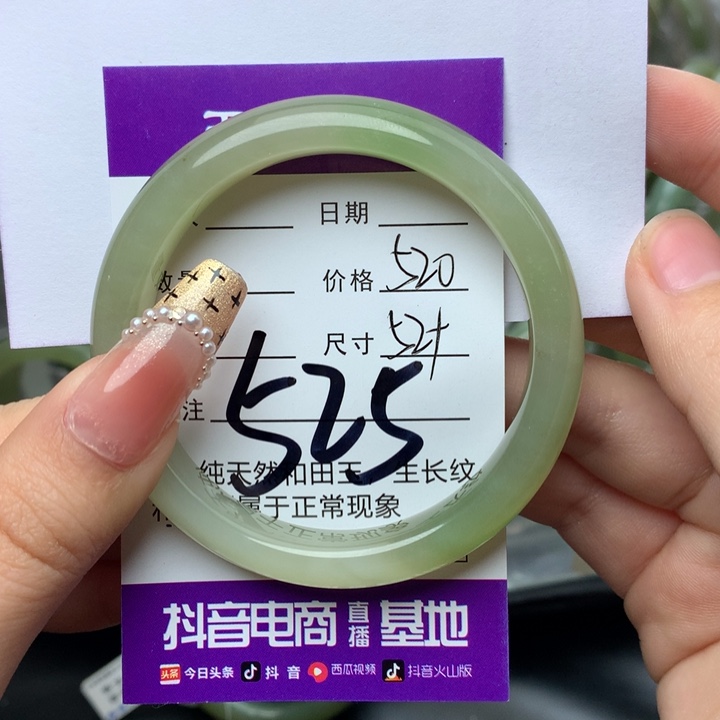 日期
价格 520
尺寸 524
注
525
纯天然和田玉，生长纹
属于正常现象
抖音电商直播基地
头条 今日头条 抖音 西瓜视频 抖音火山版